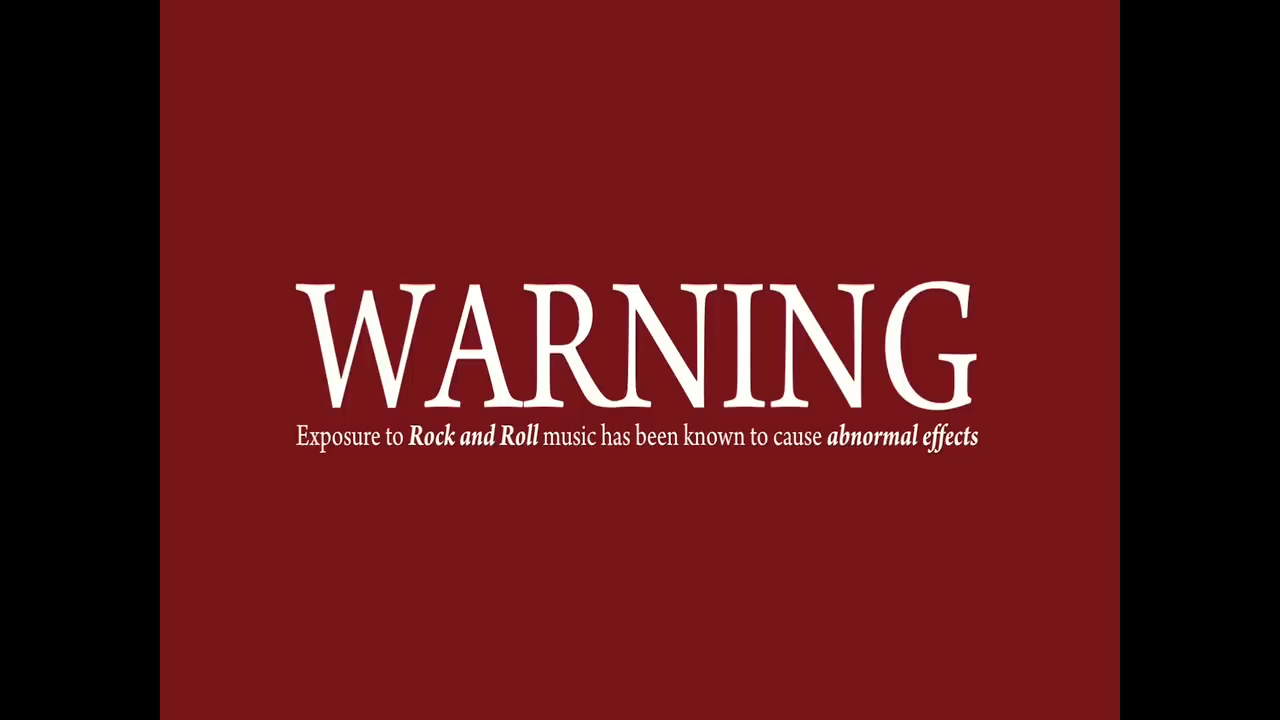 WARNING
Exposure to Rock and Roll music has been known to cause abnormal effects